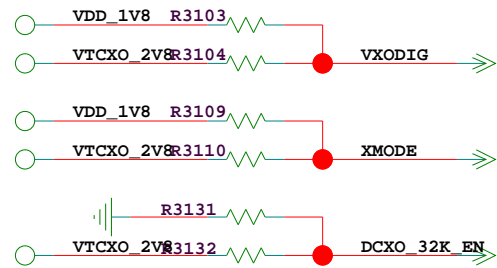 VDD_1V8 R3103
VTCXO_2V8 R3104 VXODIG
VDD_1V8 R3109
VTCXO_2V8 R3110 XMODE
R3131
VTCXO_2V8 R3132 DCXO_32K_EN